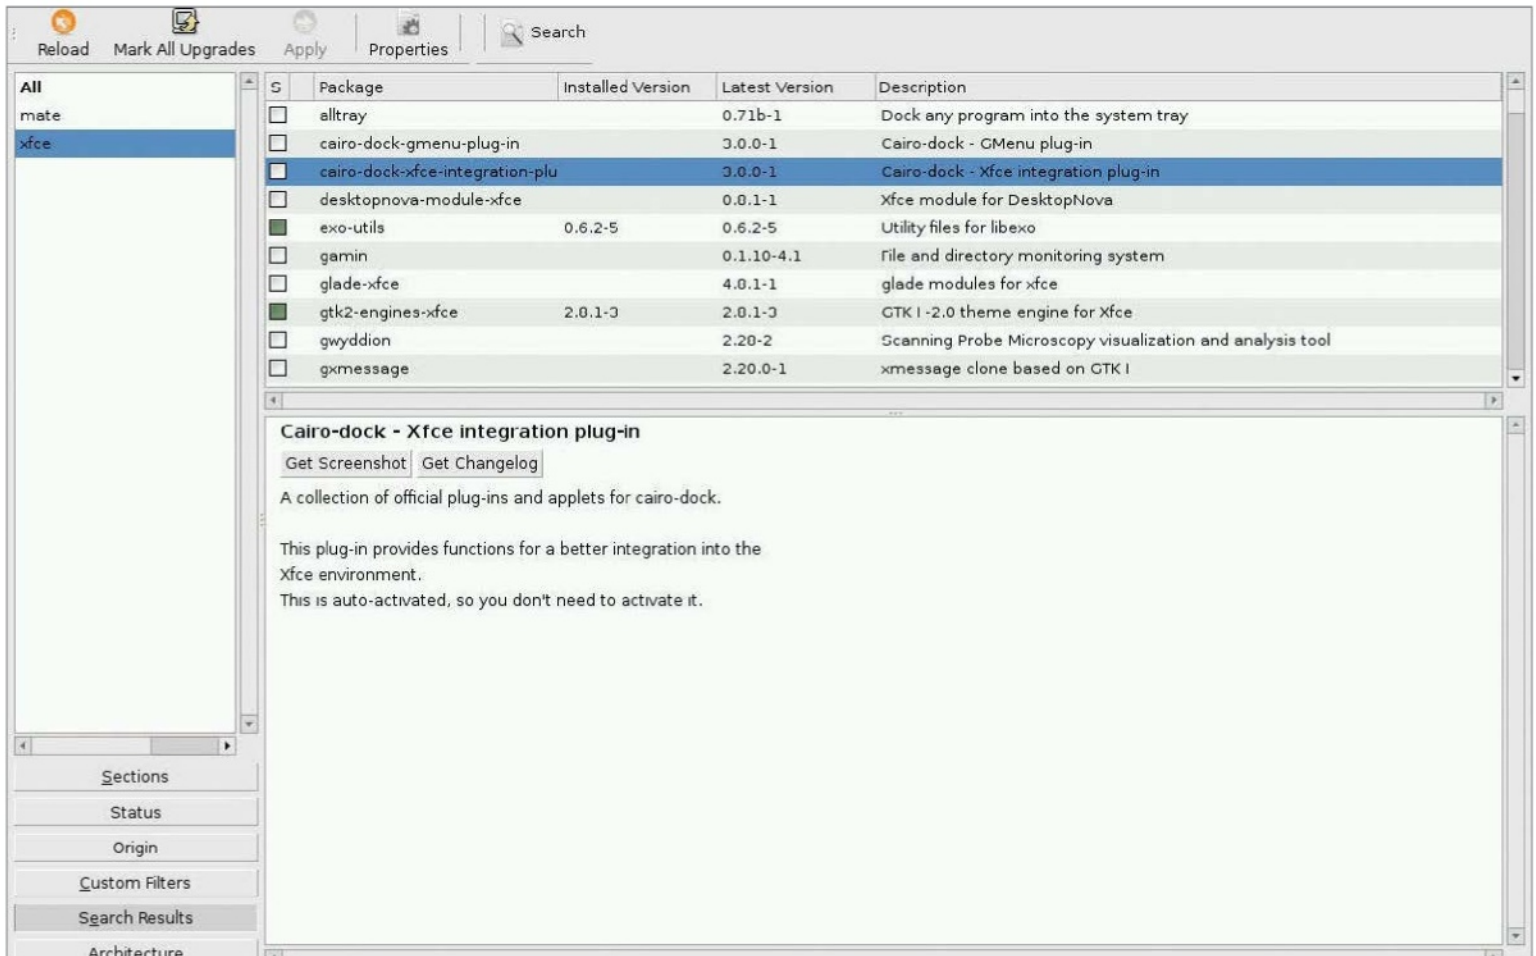 Reload Mark All Upgrades Apply Properties Search
All
mate
xfce
S Package Installed Version Latest Version Description
alltray 0.71b-1 Dock any program into the system tray
cairo-dock-gmenu-plug-in 3.0.0-1 Cairo-dock - GMenu plug-in
cairo-dock-xfce-integration-plu 3.0.0-1 Cairo-dock - Xfce integration plug-in
desktopnova-module-xfce 0.8.1-1 Xfce module for DesktopNova
exo-utils 0.6.2-5 0.6.2-5 Utility files for libexo
gamin 0.1.10-4.1 File and directory monitoring system
glade-xfce 4.8.1-1 glade modules for xfce
gtk2-engines-xfce 2.8.1-3 2.8.1-3 GTK+-2.0 theme engine for Xfce
gwyddion 2.28-2 Scanning Probe Microscopy visualization and analysis tool
gxmessage 2.20.0-1 xmessage clone based on GTK+
Cairo-dock - Xfce integration plug-in
Get Screenshot Get Changelog
A collection of official plug-ins and applets for cairo-dock.
This plug-in provides functions for a better integration into the
Xfce environment.
This is auto-activated, so you don't need to activate it.
Sections
Status
Origin
Custom Filters
Search Results
Architecture